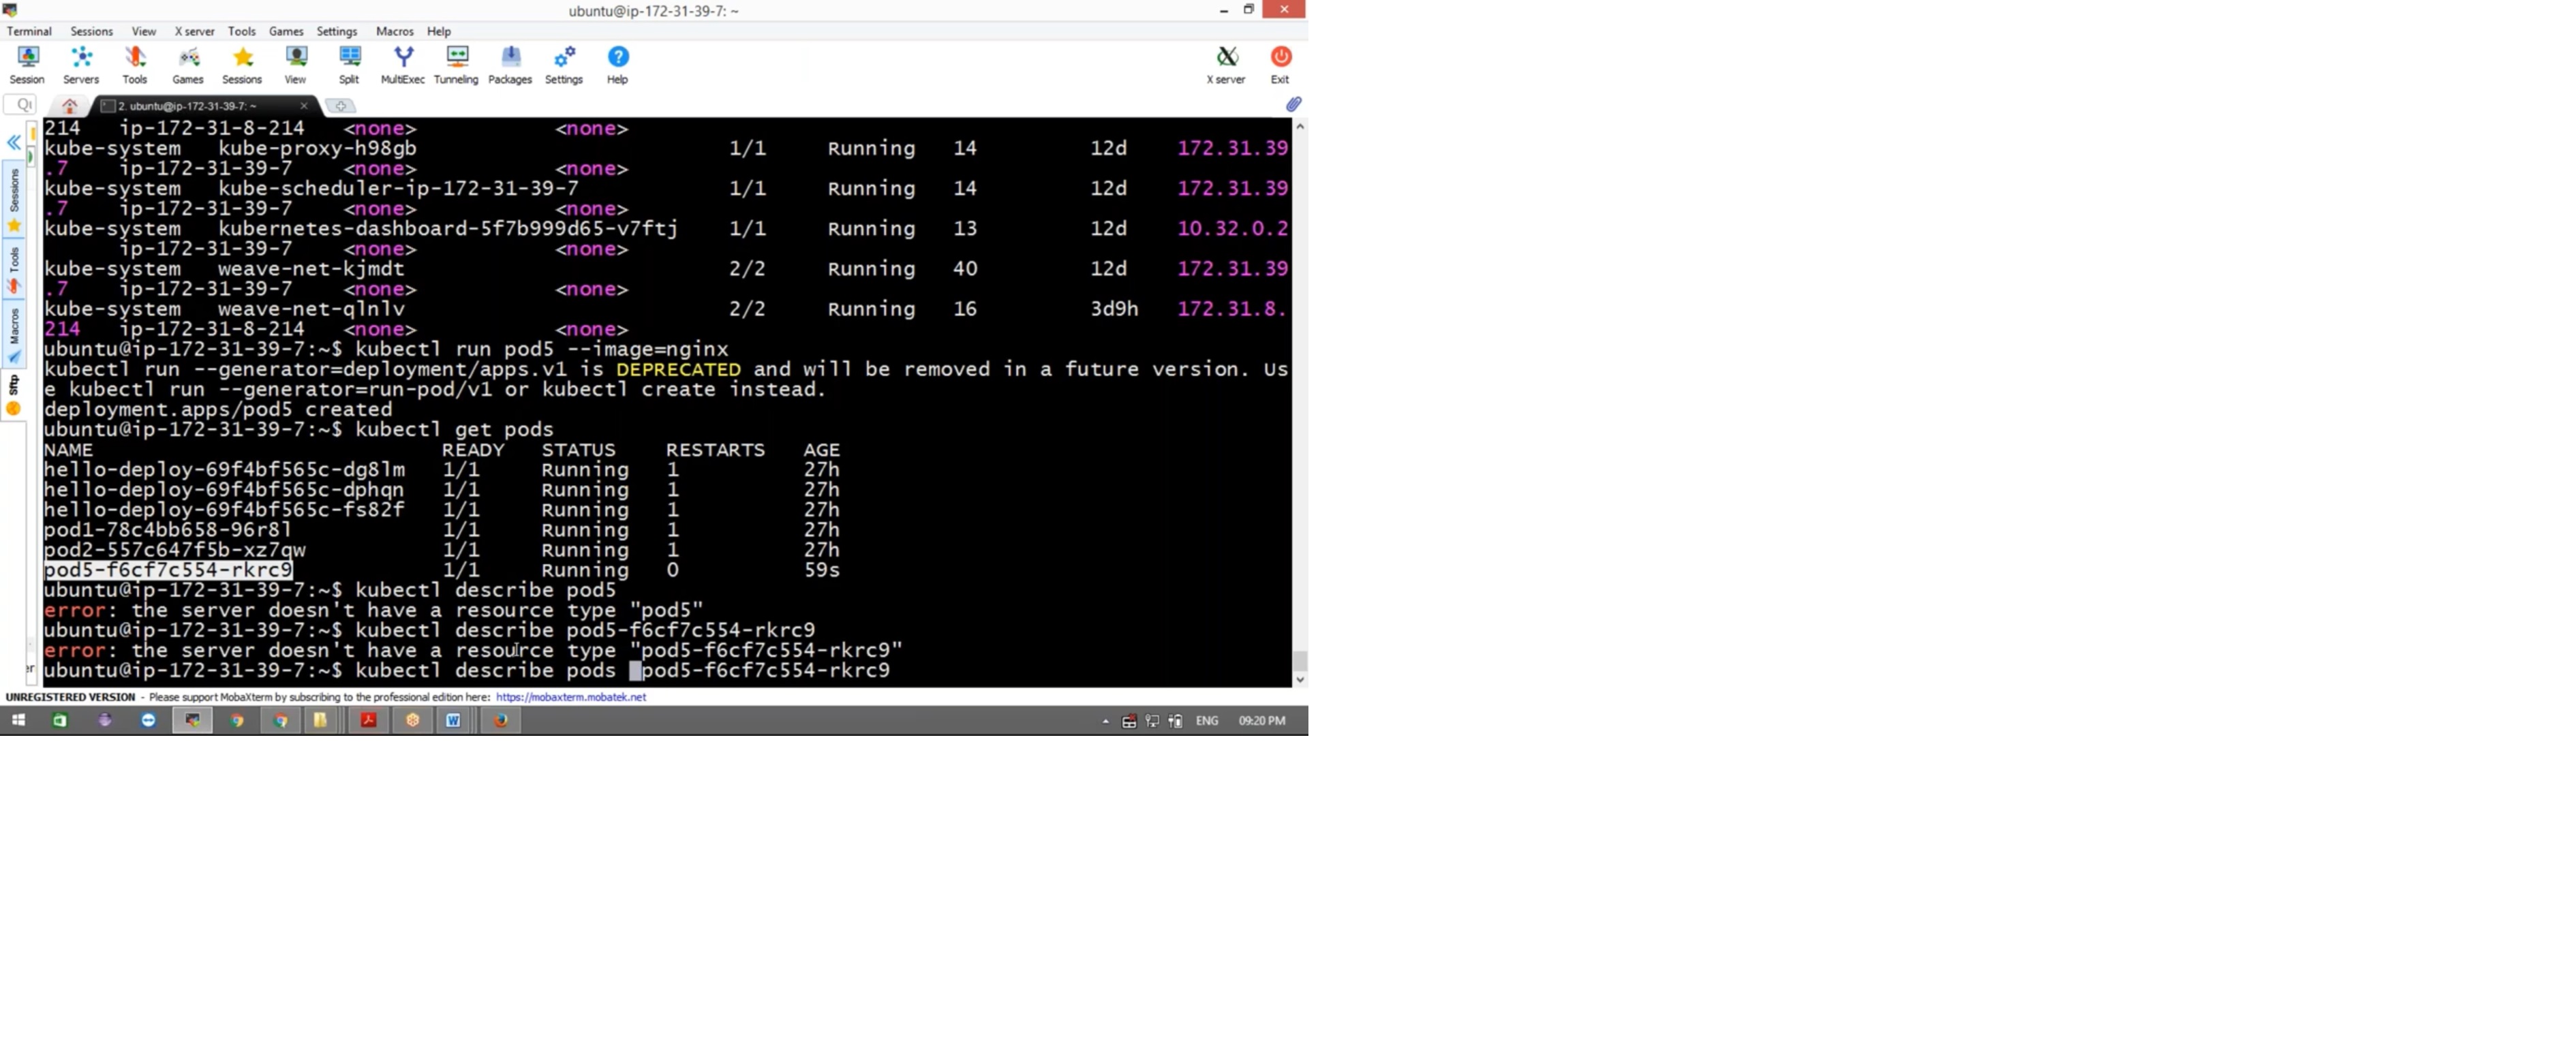 ubuntu@ip-172-31-39-7: ~
Terminal Sessions View X server Tools Games Settings Macros Help
Session Servers Tools Games Sessions View Split MultiExec Tunneling Packages Settings Help X server Exit
2. ubuntu@ip-172-31-39-7: ~
Sessions
Tools
Macros
Sftp
214 ip-172-31-8-214 <none> <none>
kube-system kube-proxy-h98gb 1/1 Running 14 12d 172.31.39
.7 ip-172-31-39-7 <none> <none>
kube-system kube-scheduler-ip-172-31-39-7 1/1 Running 14 12d 172.31.39
.7 ip-172-31-39-7 <none> <none>
kube-system kubernetes-dashboard-5f7b999d65-v7ftj 1/1 Running 13 12d 10.32.0.2
ip-172-31-39-7 <none> <none>
kube-system weave-net-kjmdt 2/2 Running 40 12d 172.31.39
.7 ip-172-31-39-7 <none> <none>
kube-system weave-net-qlnlv 2/2 Running 16 3d9h 172.31.8.
214 ip-172-31-8-214 <none> <none>
ubuntu@ip-172-31-39-7:~$ kubectl run pod5 --image=nginx
kubectl run --generator=deployment/apps.v1 is DEPRECATED and will be removed in a future version. Us
e kubectl run --generator=run-pod/v1 or kubectl create instead.
deployment.apps/pod5 created
ubuntu@ip-172-31-39-7:~$ kubectl get pods
NAME READY STATUS RESTARTS AGE
hello-deploy-69f4bf565c-dg8lm 1/1 Running 1 27h
hello-deploy-69f4bf565c-dphqn 1/1 Running 1 27h
hello-deploy-69f4bf565c-fs82f 1/1 Running 1 27h
pod1-78c4bb658-96r8l 1/1 Running 1 27h
pod2-557c647f5b-xz7qw 1/1 Running 1 27h
pod5-f6cf7c554-rkrc9 1/1 Running 0 59s
ubuntu@ip-172-31-39-7:~$ kubectl describe pod5
error: the server doesn't have a resource type "pod5"
ubuntu@ip-172-31-39-7:~$ kubectl describe pod5-f6cf7c554-rkrc9
error: the server doesn't have a resource type "pod5-f6cf7c554-rkrc9"
ubuntu@ip-172-31-39-7:~$ kubectl describe pods pod5-f6cf7c554-rkrc9
UNREGISTERED VERSION - Please support MobaXterm by subscribing to the professional edition here: https://mobaxterm.mobatek.net
ENG 09:20 PM